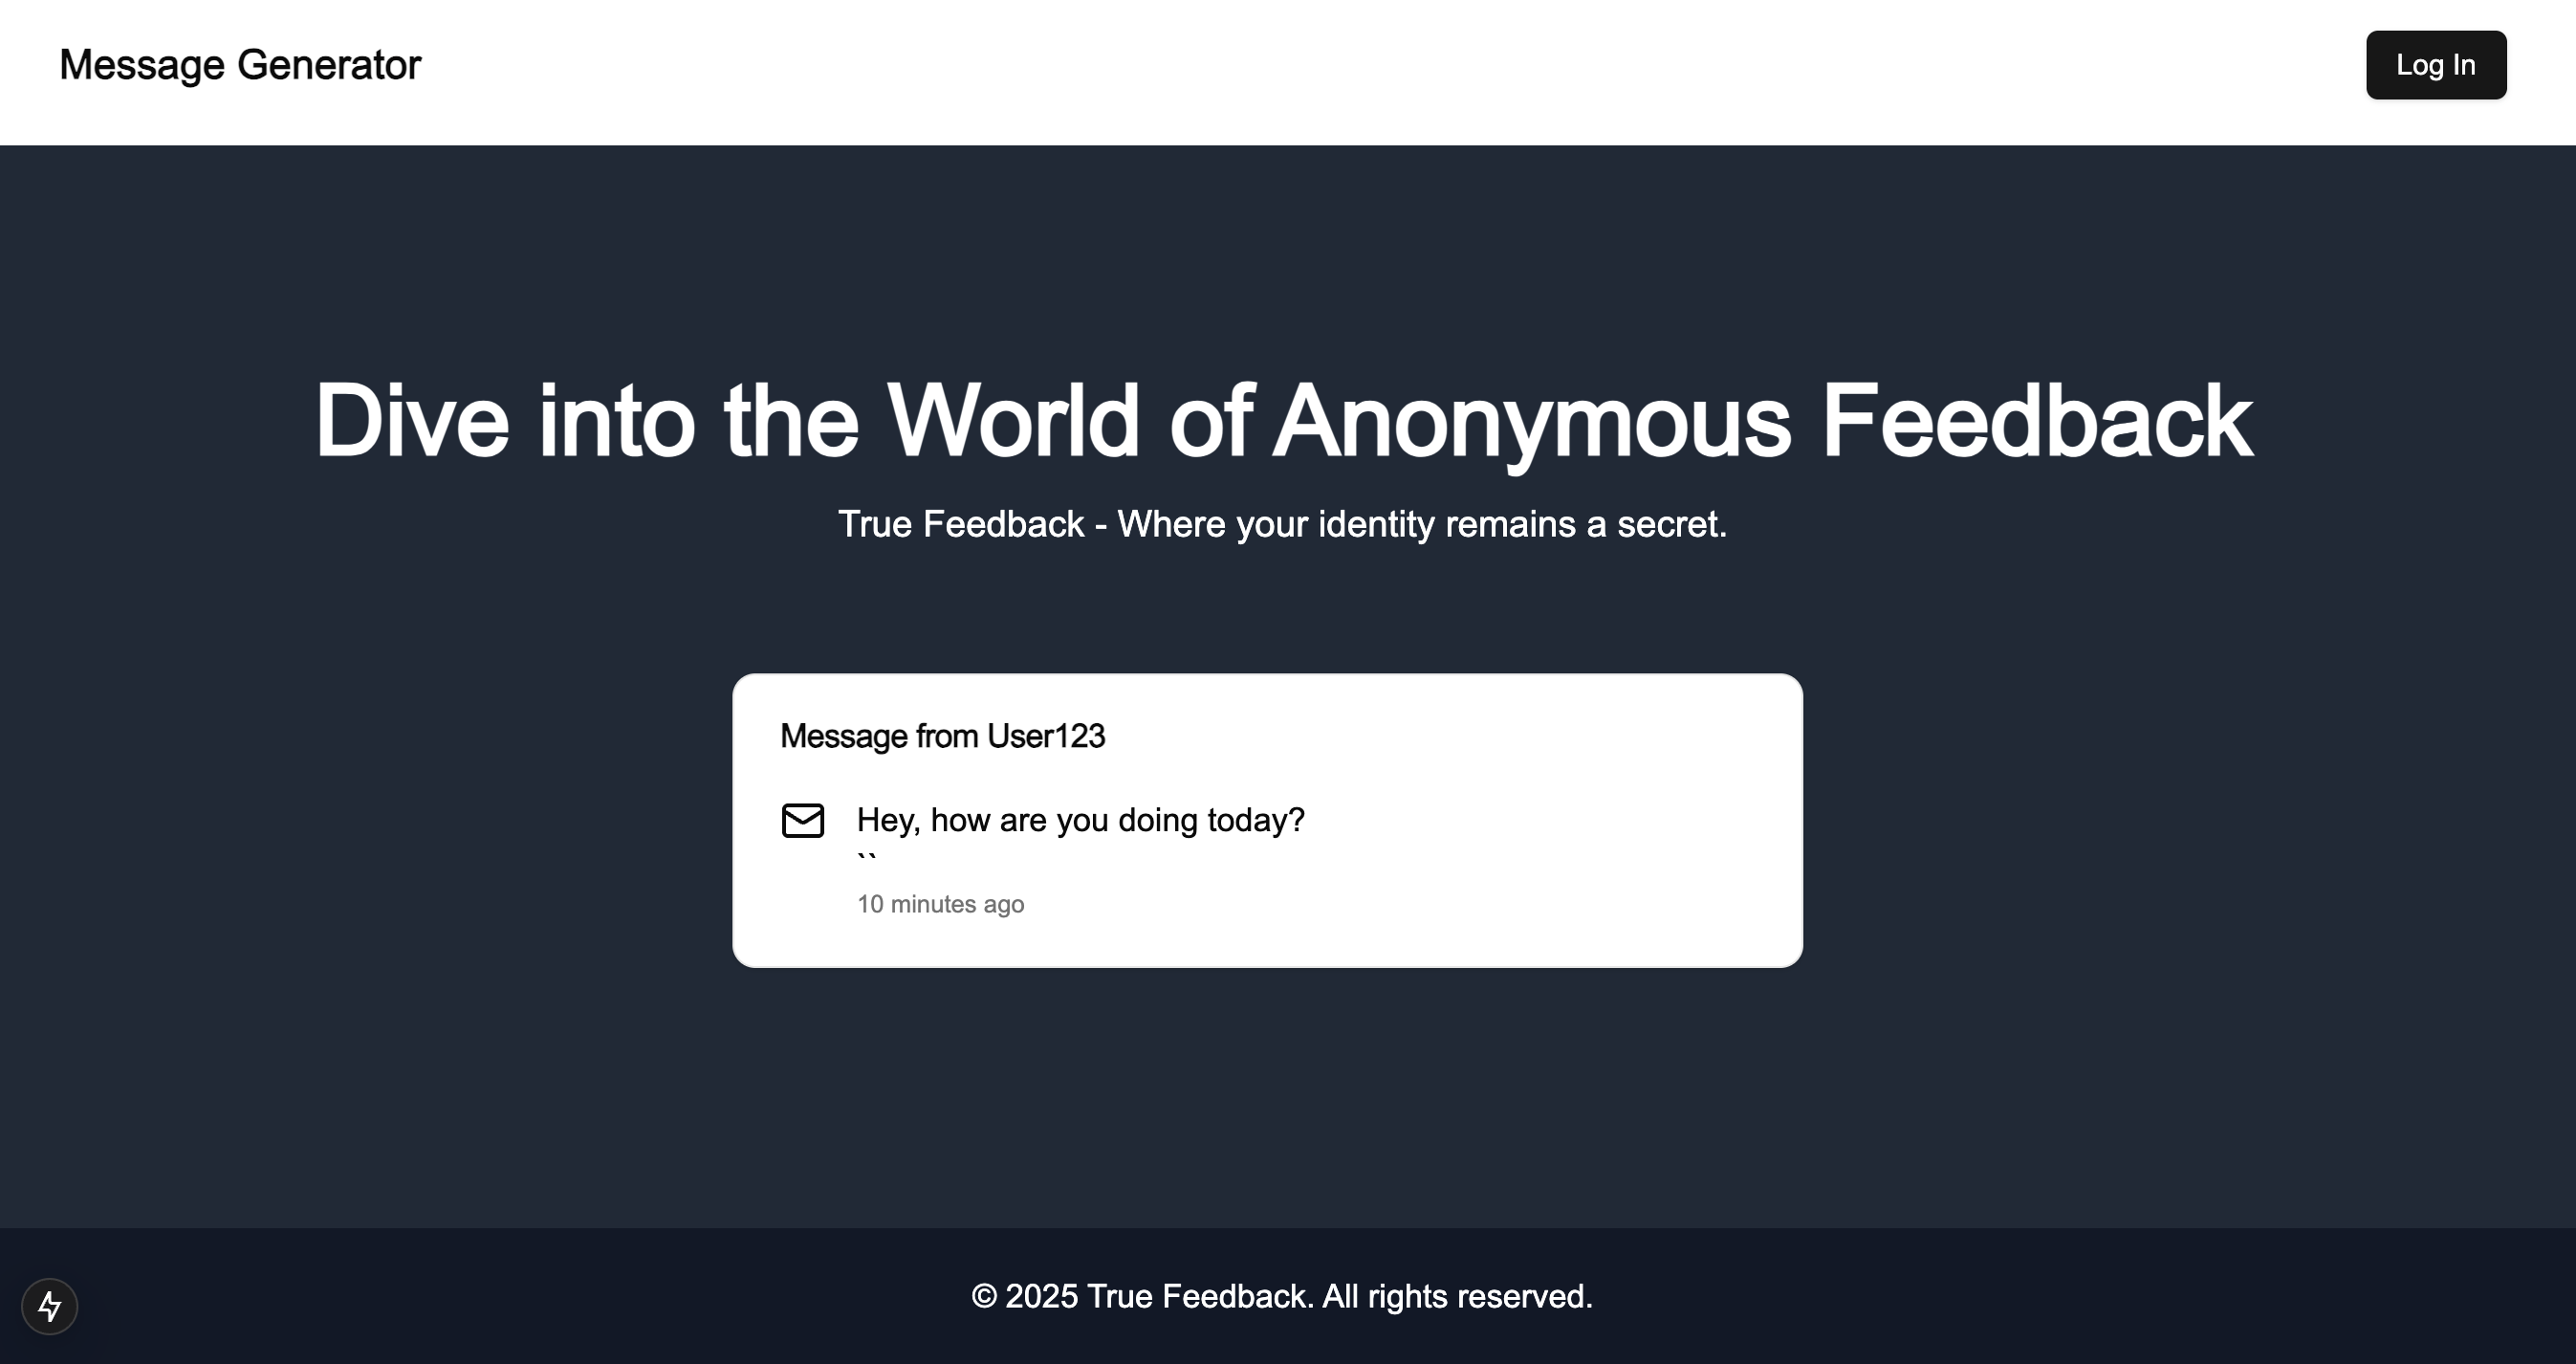 Message Generator
Log In
Dive into the World of Anonymous Feedback
True Feedback - Where your identity remains a secret.
Message from User123
Hey, how are you doing today?
``
10 minutes ago
© 2025 True Feedback. All rights reserved.